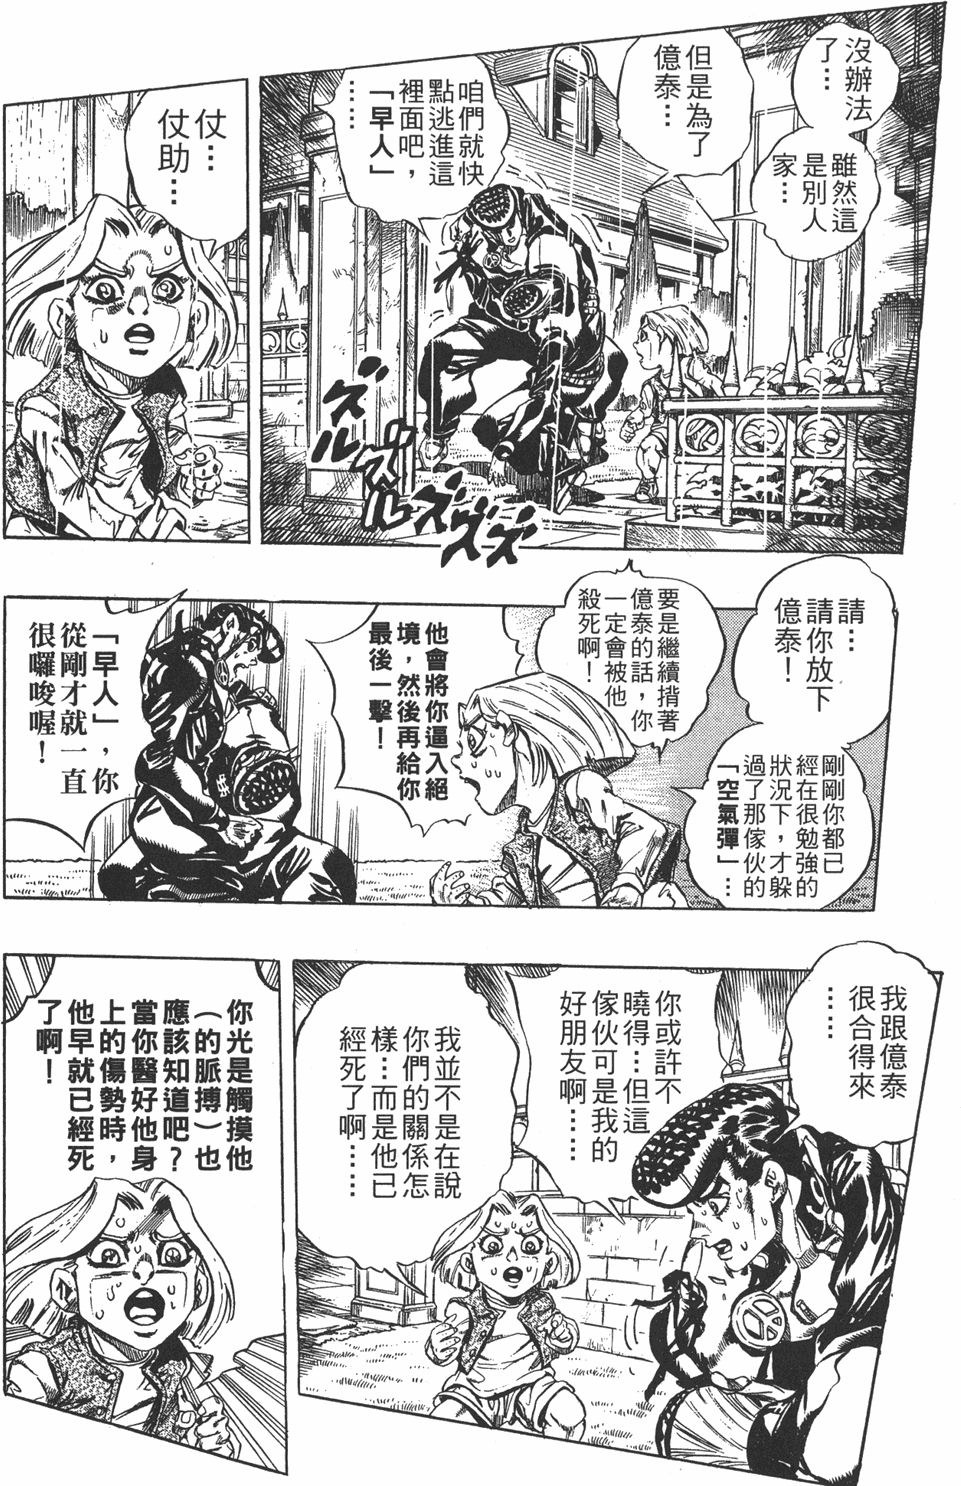 沒辦法
了…
雖然這
是別人
家…
但是為了
億泰…
咱們就快
點逃進這
裡面吧，
「早人」
……
ズルズルーズズズ
仗…
仗助…
請…
請你放下
億泰！
剛剛你都已
經在很勉強的
狀況下，才躲
過了那傢伙的
「空氣彈」…
要是繼續揹著
億泰的話，你
一定會被他
殺死啊！
他會將你逼入絕
境，然後再給你
最後一擊！
「早人」，你
從剛才就一直
很囉唆喔！
我跟億泰
很合得來
……
你或許不
曉得…但這
傢伙可是我的
好朋友啊……
我並不是在說
你們的關係怎
樣…而是他已
經死了啊……
你光是觸摸他
（的脈搏）也
應該知道吧？
當你醫好他身
上的傷勢時，
他早就已經死
了啊！